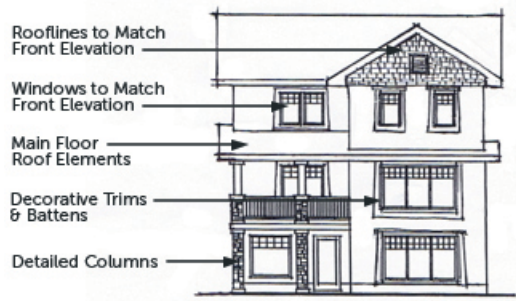 Rooflines to Match
Front Elevation
Windows to Match
Front Elevation
Main Floor
Roof Elements
Decorative Trims
& Battens
Detailed Columns